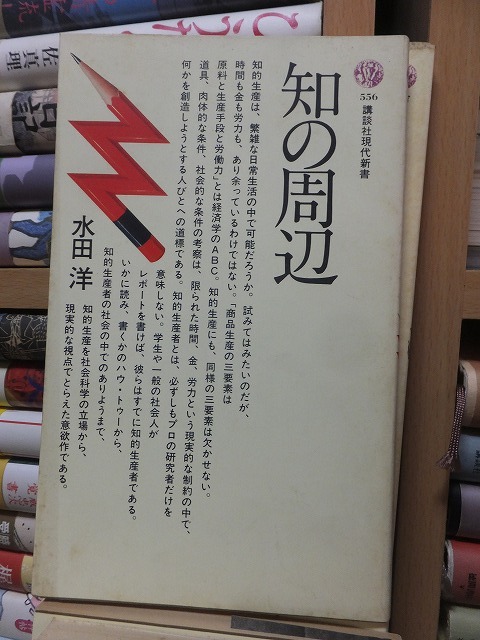 556
講談社現代新書
知の周辺
知的生産は、繁雑な日常生活の中で可能だろうか。試みてはみたいのだが、
時間も金も労力も、あり余っているわけではない。「商品生産の三要素は
原料と生産手段と労働力」とは経済学のABC。知的生産にも、同様の三要素は欠かせない。
道具、肉体的な条件、社会的な条件の考察は、限られた時間、金、労力という現実的な制約の中で、
何かを創造しようとする人びとへの道標である。知的生産者とは、必ずしもプロの研究者だけを
意味しない。学生や一般の社会人が
レポートを書けば、彼らはすでに知的生産者である。
いかに読み、書くかのハウ・トゥーから、
知的生産者の社会の中でのありようまで、
知的生産を社会科学の立場から、
現実的な視点でとらえた意欲作である。
水田 洋
佐真理